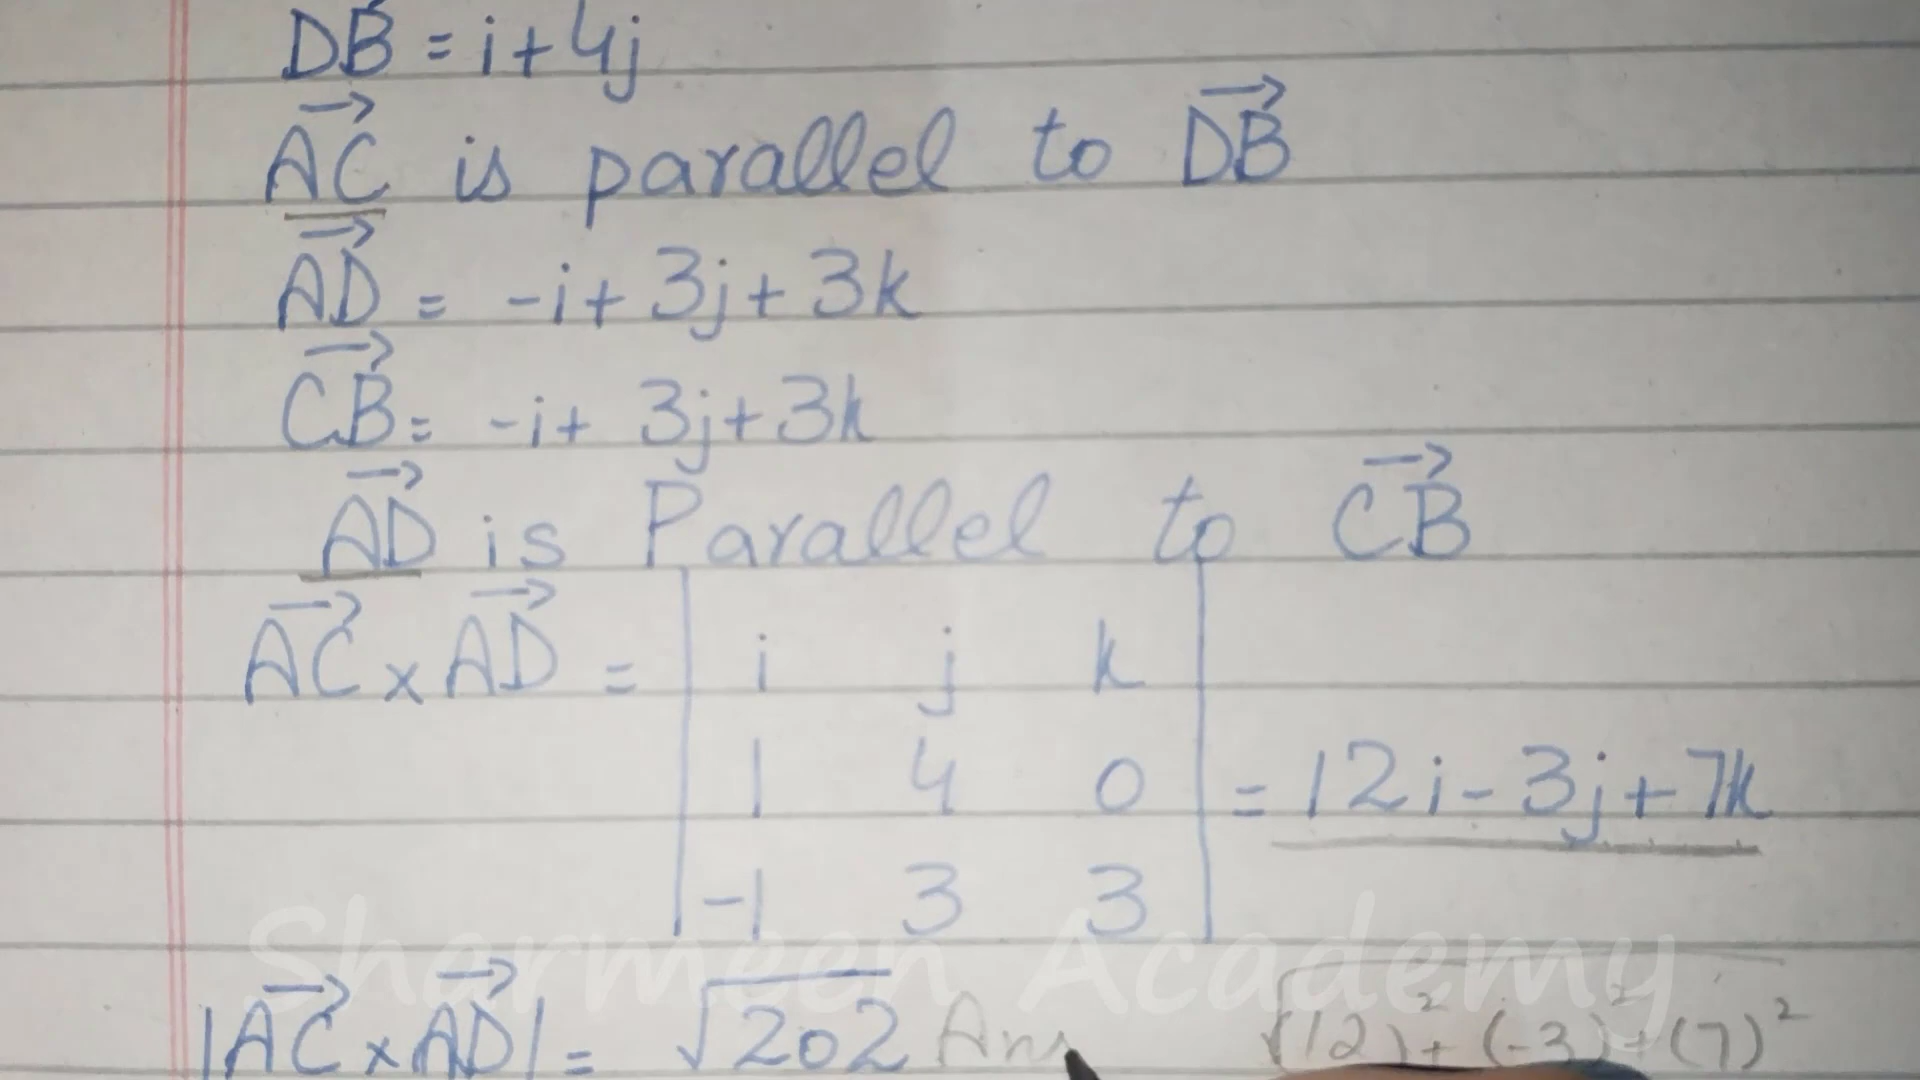 DB = i+4j
AC is parallel to DB
AD = -i+ 3j+ 3k
CB= -i+ 3j+3k
AD is Parallel to CB
AC x AD = | i j k |
| 1 4 0 | = 12i - 3j + 7k
| -1 3 3 |
Sharmeen Academy
|AC x AD| = √202 Ans √(12)²+(-3)²+(7)²